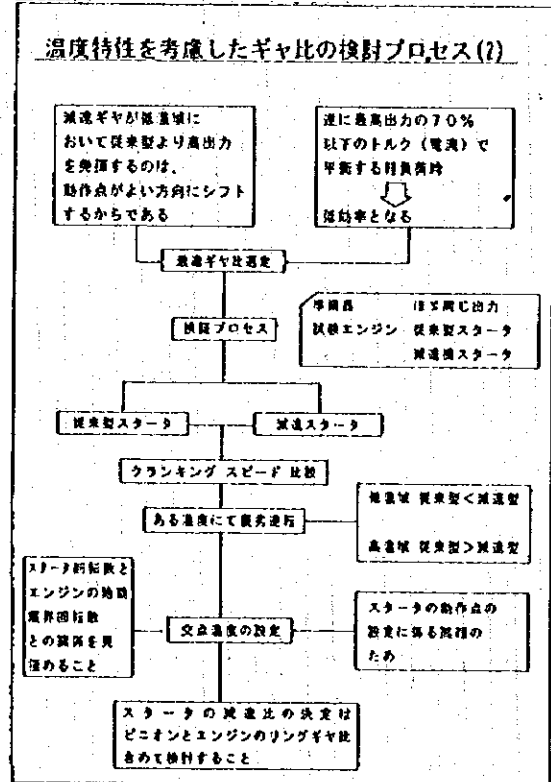 温度特性を考慮したギャ比の検討プロセス(2)
減速ギヤが低温域に
おいて従来型より高出力
を発揮するのは、
動作点がよい方向にシフト
するからである
逆に最高出力の70%
以下のトルク(電流)で
平衡する軽負荷時
低効率となる
最適ギヤ比選定
準備品 ほぼ同じ出力
試験エンジン 従来型スタータ
減速機スタータ
検証プロセス
従来型スタータ
減速スタータ
クランキング スピード 比較
ある温度にて優劣逆転
低温域 従来型<減速型
高温域 従来型>減速型
スタータ回転数と
エンジンの始動
限界回転数
との関係を見
極めること
交点温度の設定
スタータの動作点の
設定に係る
ため
スタータの減速比の決定は
ピニオンとエンジンのリングギヤ比
含めて検討すること